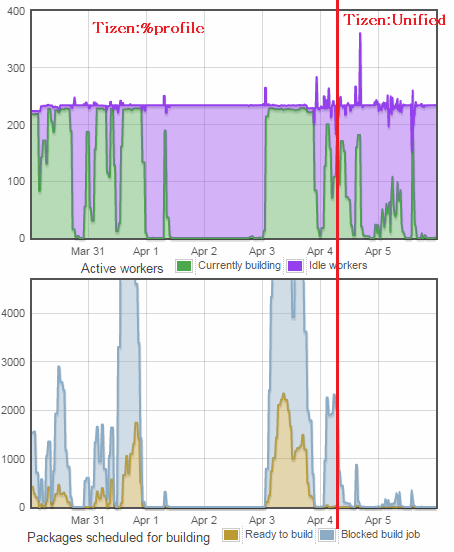 Tizen:%profile
Tizen:Unified
400
300
200
100
0
Mar 31 Apr 1 Apr 2 Apr 3 Apr 4 Apr 5
Active workers Currently building Idle workers
4000
3000
2000
1000
0
Mar 31 Apr 1 Apr 2 Apr 3 Apr 4 Apr 5
Packages scheduled for building Ready to build Blocked build job